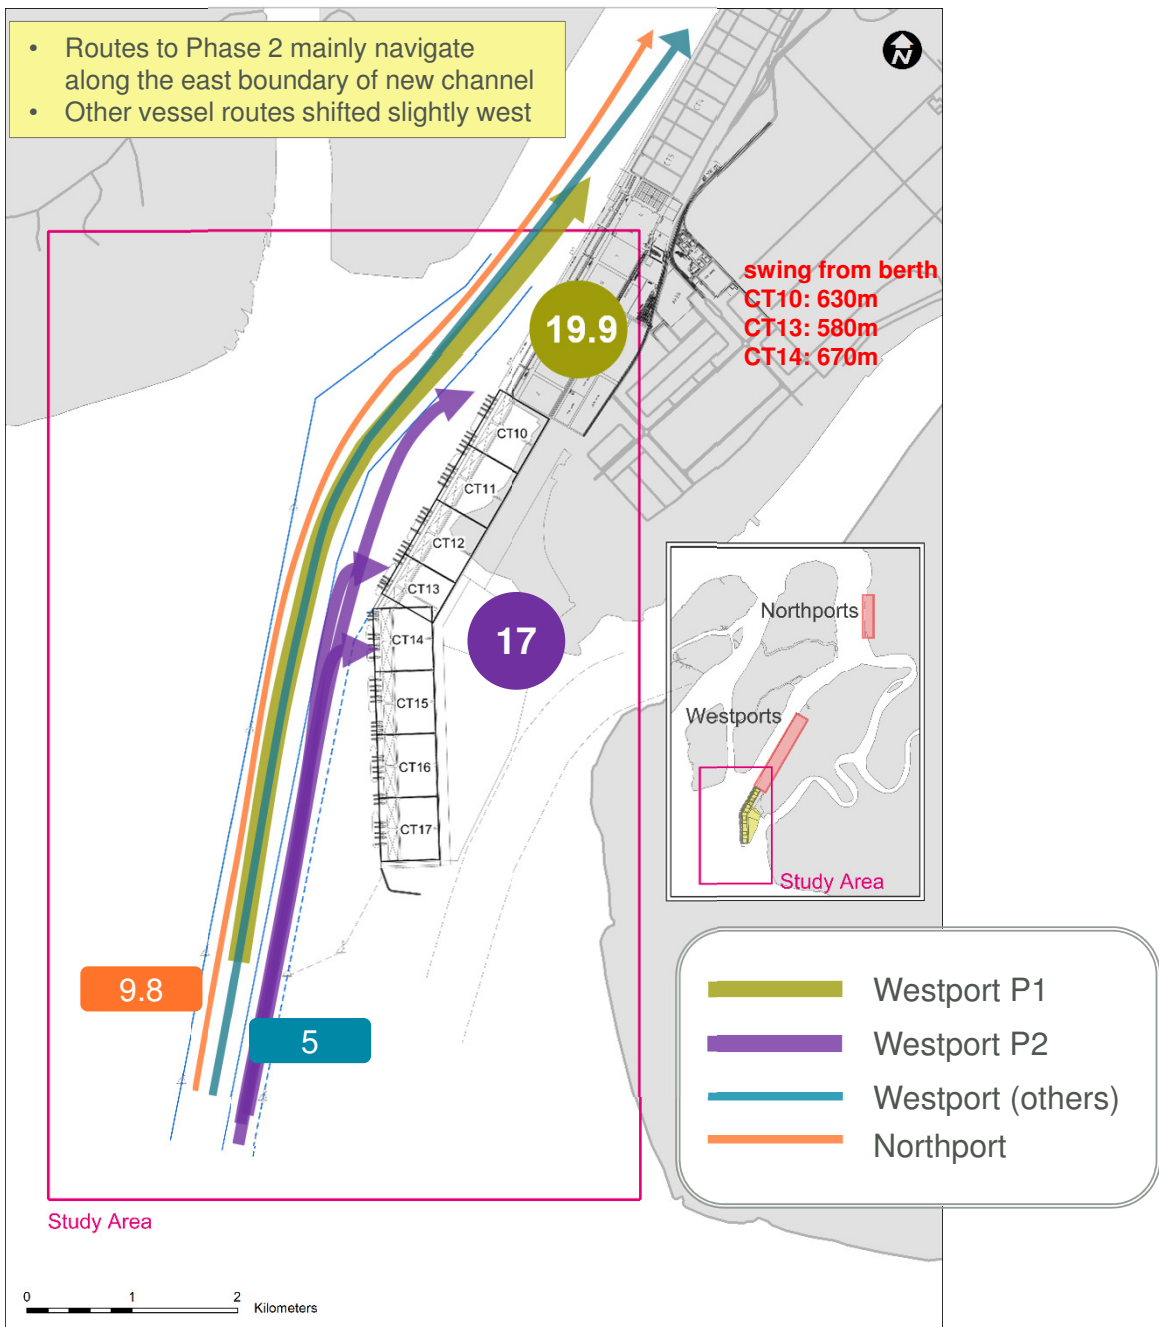 • Routes to Phase 2 mainly navigate
along the east boundary of new channel
• Other vessel routes shifted slightly west
N
swing from berth
CT10: 630m
CT13: 580m
CT14: 670m
19.9
CT10
CT11
CT12
CT13
CT14
CT15
CT16
CT17
17
Northports
Westports
Study Area
9.8
5
Westport P1
Westport P2
Westport (others)
Northport
Study Area
0 1 2
Kilometers